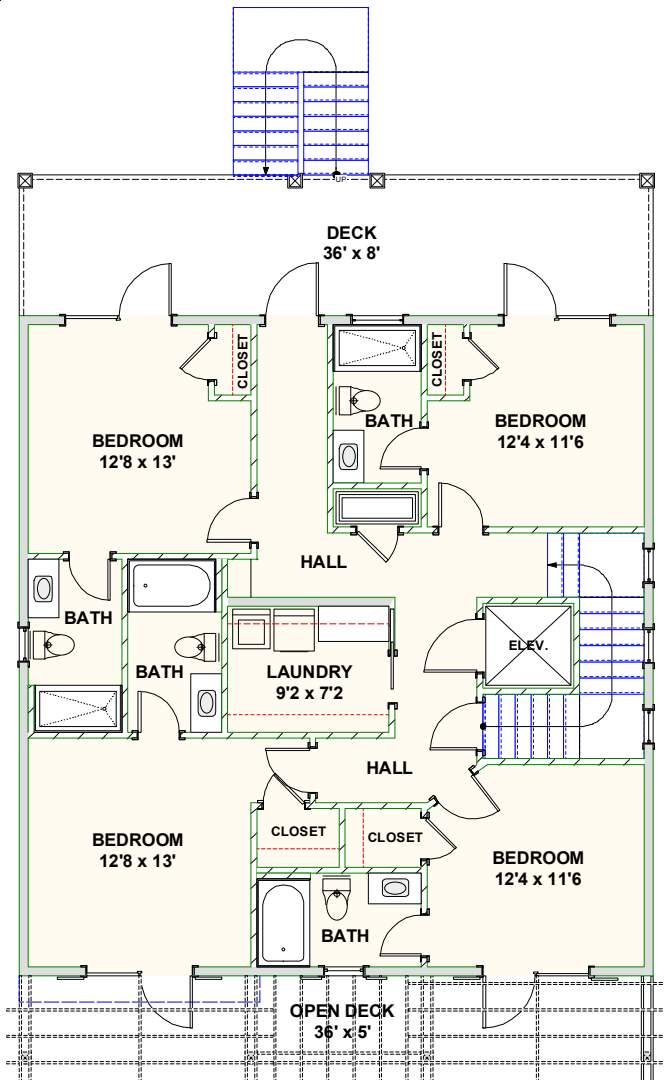 UP
DECK
36' x 8'
CLOSET
CLOSET
BATH
BEDROOM
12'8 x 13'
BEDROOM
12'4 x 11'6
HALL
BATH
ELEV.
BATH
LAUNDRY
9'2 x 7'2
HALL
BEDROOM
12'8 x 13'
CLOSET
CLOSET
BEDROOM
12'4 x 11'6
BATH
OPEN DECK
36' x 5'